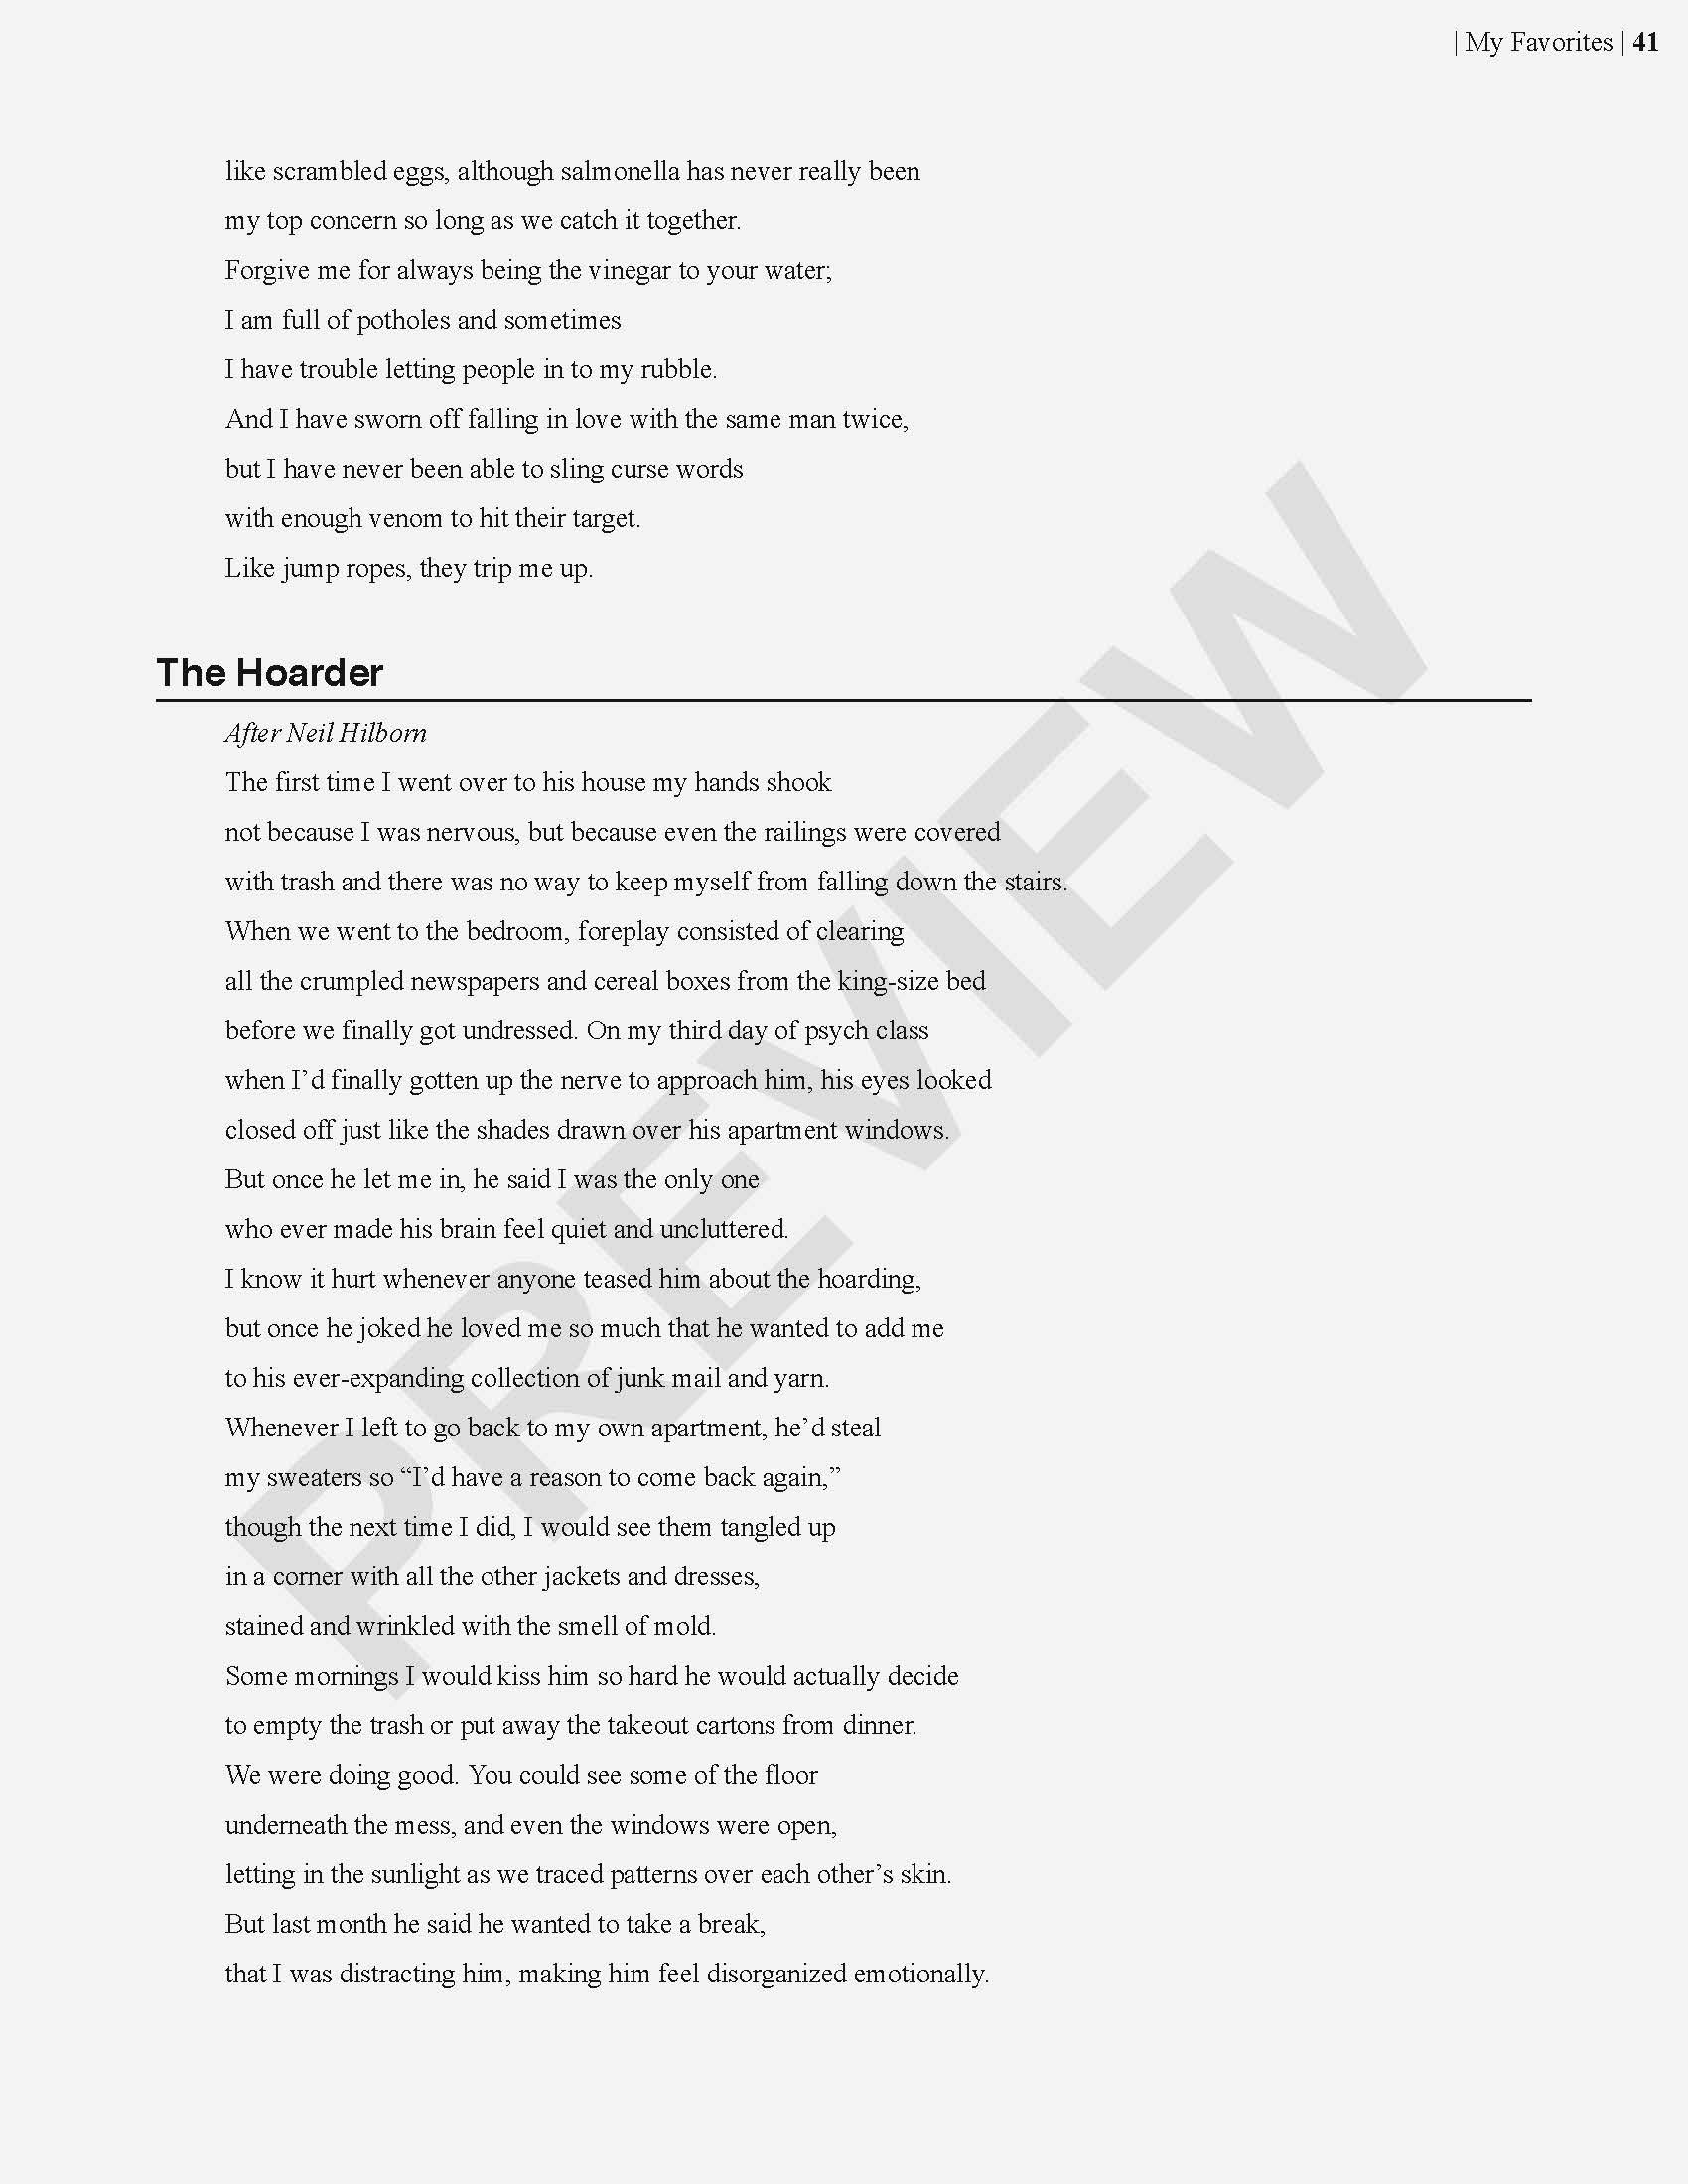 | My Favorites | 41
like scrambled eggs, although salmonella has never really been
my top concern so long as we catch it together.
Forgive me for always being the vinegar to your water;
I am full of potholes and sometimes
I have trouble letting people in to my rubble.
And I have sworn off falling in love with the same man twice,
but I have never been able to sling curse words
with enough venom to hit their target.
Like jump ropes, they trip me up.
The Hoarder
After Neil Hilborn
The first time I went over to his house my hands shook
not because I was nervous, but because even the railings were covered
with trash and there was no way to keep myself from falling down the stairs.
When we went to the bedroom, foreplay consisted of clearing
all the crumpled newspapers and cereal boxes from the king-size bed
before we finally got undressed. On my third day of psych class
when I’d finally gotten up the nerve to approach him, his eyes looked
closed off just like the shades drawn over his apartment windows.
But once he let me in, he said I was the only one
who ever made his brain feel quiet and uncluttered.
I know it hurt whenever anyone teased him about the hoarding,
but once he joked he loved me so much that he wanted to add me
to his ever-expanding collection of junk mail and yarn.
Whenever I left to go back to my own apartment, he’d steal
my sweaters so “I’d have a reason to come back again,”
though the next time I did, I would see them tangled up
in a corner with all the other jackets and dresses,
stained and wrinkled with the smell of mold.
Some mornings I would kiss him so hard he would actually decide
to empty the trash or put away the takeout cartons from dinner.
We were doing good. You could see some of the floor
underneath the mess, and even the windows were open,
letting in the sunlight as we traced patterns over each other’s skin.
But last month he said he wanted to take a break,
that I was distracting him, making him feel disorganized emotionally.
PREVIEW